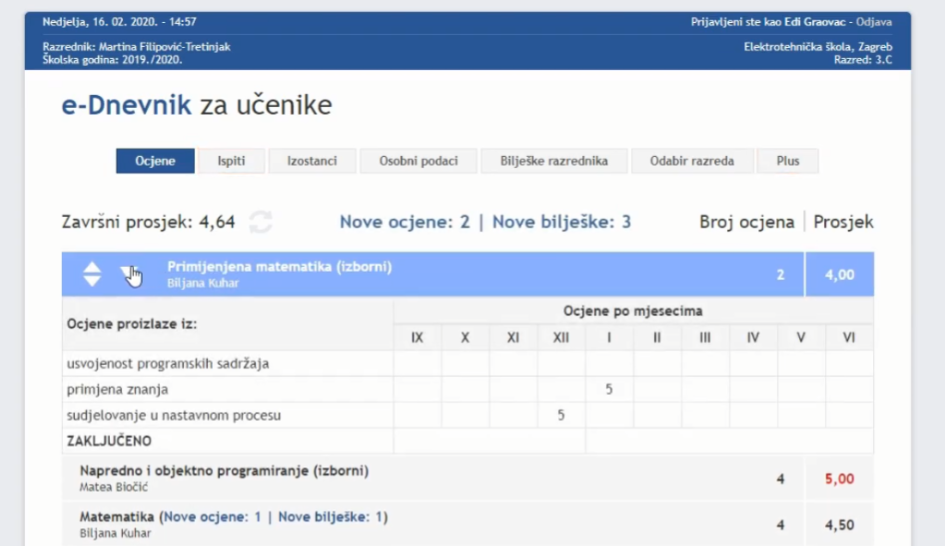 Nedjelja, 16. 02. 2020. - 14:57
Prijavljeni ste kao Edi Graovac - Odjava
Razrednik: Martina Filipović-Tretinjak
Elektrotehnička škola, Zagreb
Školska godina: 2019./2020.
Razred: 3.C
e-Dnevnik za učenike
Ocjene Ispiti Izostanci Osobni podaci Bilješke razrednika Odabir razreda Plus
Završni prosjek: 4,64 Nove ocjene: 2 | Nove bilješke: 3 Broj ocjena Prosjek
Primijenjena matematika (izborni)
Biljana Kuhar
2 4,00
Ocjene po mjesecima
Ocjene proizlaze iz:
IX X XI XII I II III IV V VI
usvojenost programskih sadržaja
primjena znanja 5
sudjelovanje u nastavnom procesu 5
ZAKLJUČENO
Napredno i objektno programiranje (izborni)
Matea Bločić
4 5,00
Matematika (Nove ocjene: 1 | Nove bilješke: 1)
Biljana Kuhar
4 4,50